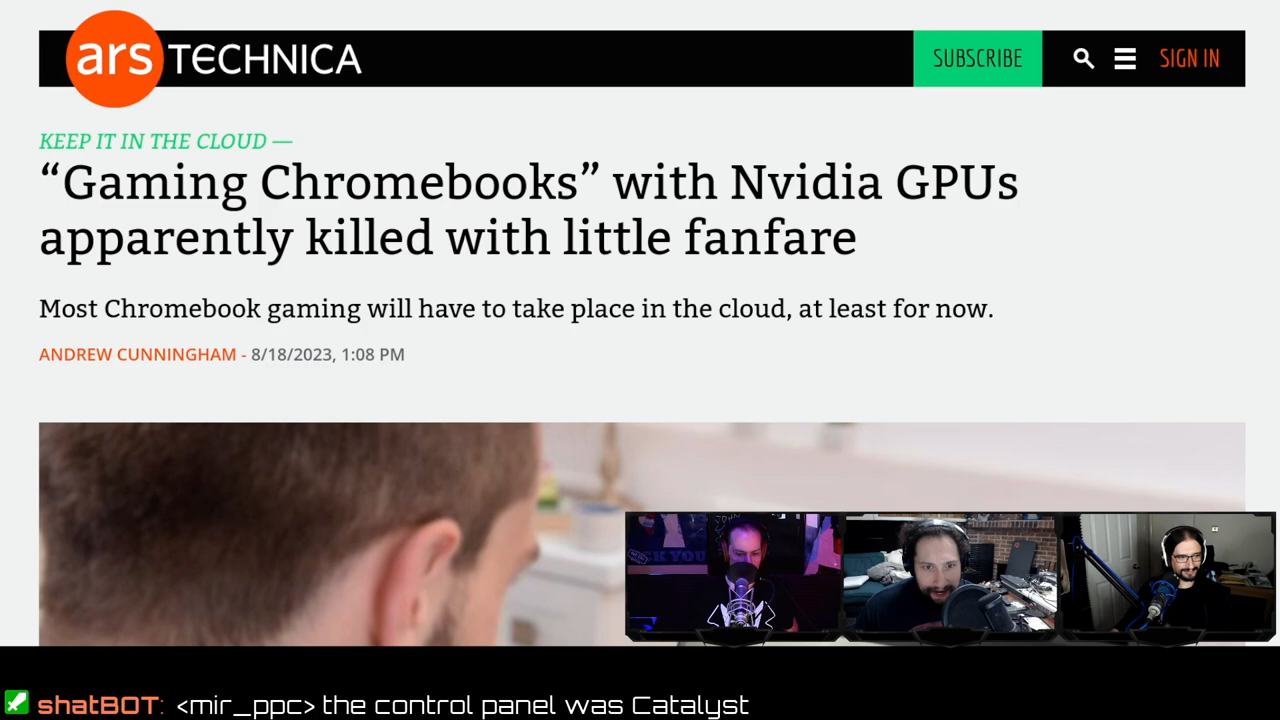 ars TECHNICA
SUBSCRIBE
SIGN IN
KEEP IT IN THE CLOUD —
“Gaming Chromebooks” with Nvidia GPUs
apparently killed with little fanfare
Most Chromebook gaming will have to take place in the cloud, at least for now.
ANDREW CUNNINGHAM - 8/18/2023, 1:08 PM
shatBOT: <mir_ppc> the control panel was Catalyst